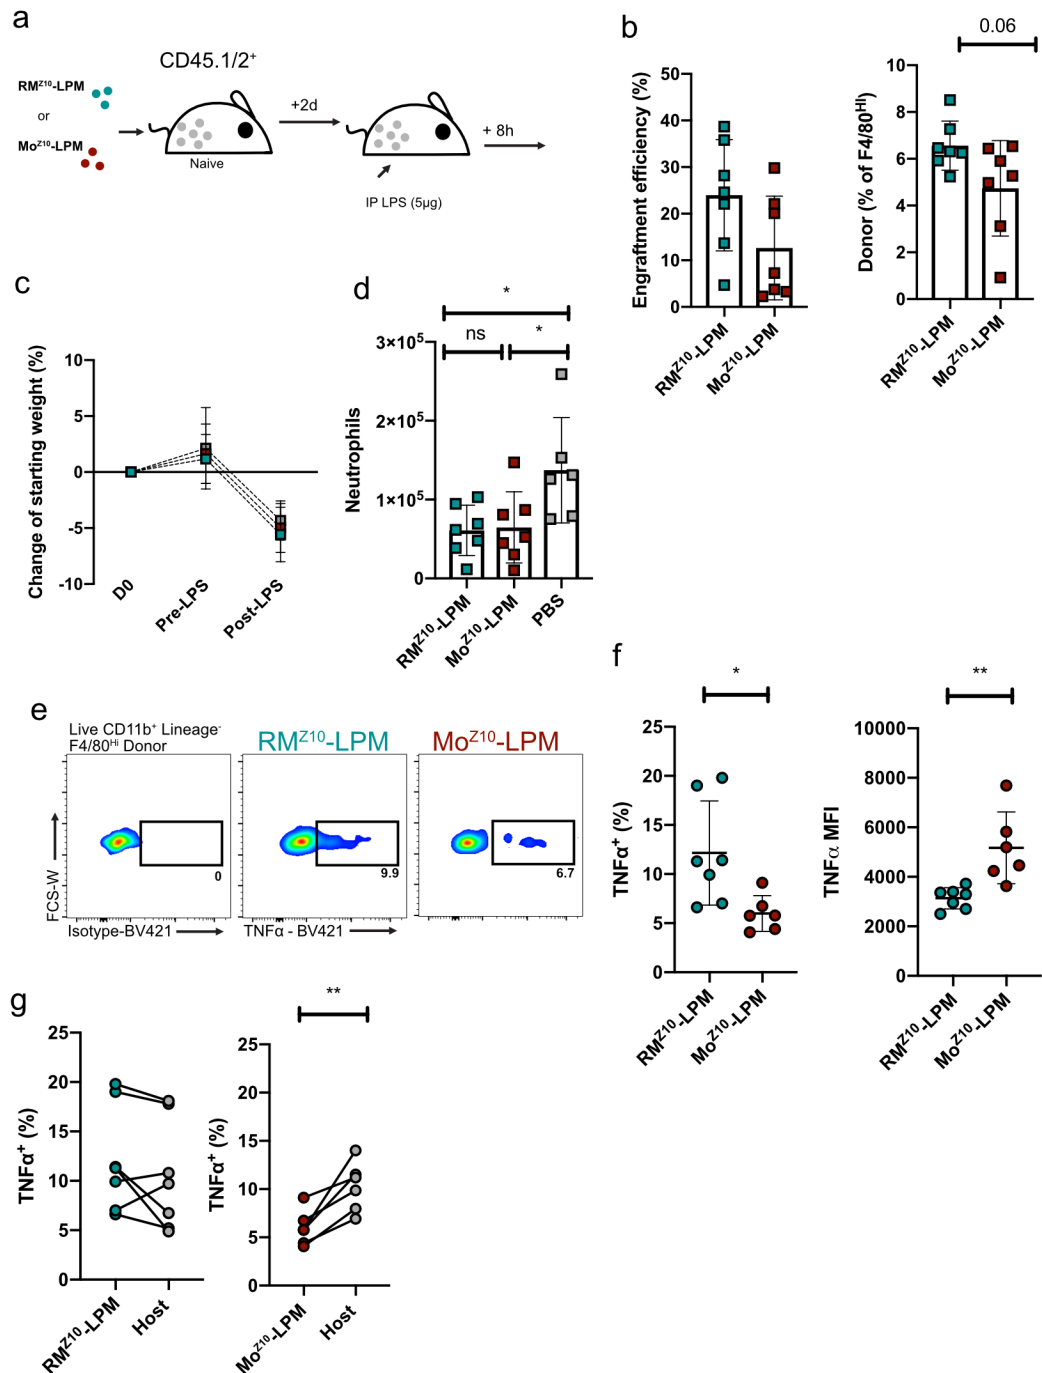 a
CD45.1/2⁺
RMᶻ¹⁰-LPM
or
Moᶻ¹⁰-LPM
Naive
+2d
IP LPS (5µg)
+ 8h
b
Engraftment efficiency (%)
50
40
30
20
10
0
RMᶻ¹⁰-LPM
Moᶻ¹⁰-LPM
0.06
Donor (% of F4/80ᴴᴵ)
10
8
6
4
2
0
RMᶻ¹⁰-LPM
Moᶻ¹⁰-LPM
c
Change of starting weight (%)
10
5
0
-5
-10
D0
Pre-LPS
Post-LPS
d
*
ns
*
Neutrophils
3×10⁵
2×10⁵
1×10⁵
0
RMᶻ¹⁰-LPM
Moᶻ¹⁰-LPM
PBS
e
Live CD11b⁺ Lineage⁻
F4/80ᴴⁱ Donor
RMᶻ¹⁰-LPM
Moᶻ¹⁰-LPM
0
9.9
6.7
FCS-W
Isotype-BV421
TNFα - BV421
f
*
TNFα⁺ (%)
25
20
15
10
5
0
RMᶻ¹⁰-LPM
Moᶻ¹⁰-LPM
**
TNFα MFI
10000
8000
6000
4000
2000
0
RMᶻ¹⁰-LPM
Moᶻ¹⁰-LPM
g
TNFα⁺ (%)
25
20
15
10
5
0
RMᶻ¹⁰-LPM
Host
**
TNFα⁺ (%)
25
20
15
10
5
0
Moᶻ¹⁰-LPM
Host